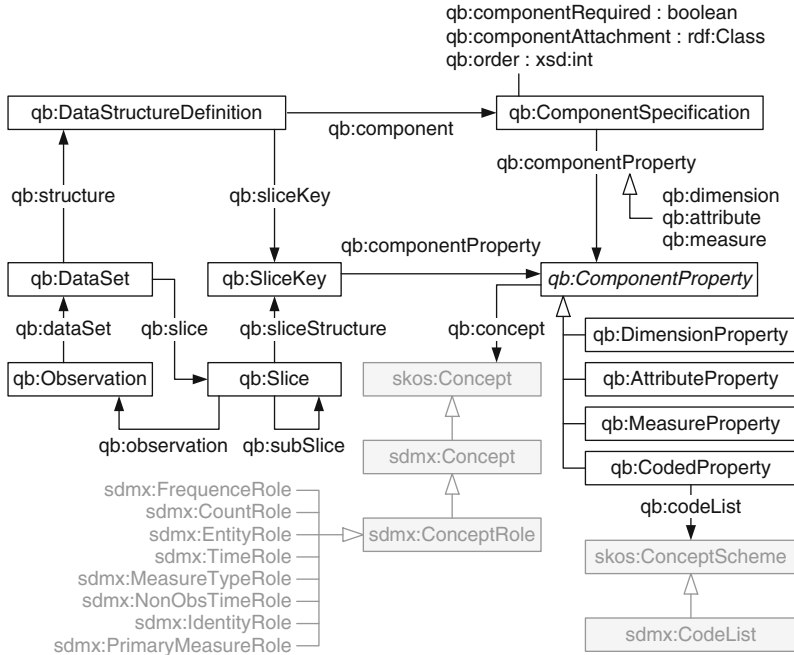 qb:componentRequired : boolean
qb:componentAttachment : rdf:Class
qb:order : xsd:int
qb:DataStructureDefinition
qb:component
qb:ComponentSpecification
qb:componentProperty
qb:structure
qb:sliceKey
qb:dimension
qb:attribute
qb:measure
qb:componentProperty
qb:DataSet
qb:SliceKey
qb:ComponentProperty
qb:dataSet
qb:slice
qb:sliceStructure
qb:concept
qb:DimensionProperty
qb:Observation
qb:Slice
skos:Concept
qb:AttributeProperty
qb:MeasureProperty
qb:observation
qb:subSlice
sdmx:Concept
qb:CodedProperty
sdmx:FrequenceRole
sdmx:CountRole
sdmx:EntityRole
sdmx:TimeRole
sdmx:MeasureTypeRole
sdmx:NonObsTimeRole
sdmx:IdentityRole
sdmx:PrimaryMeasureRole
sdmx:ConceptRole
qb:codeList
skos:ConceptScheme
sdmx:CodeList